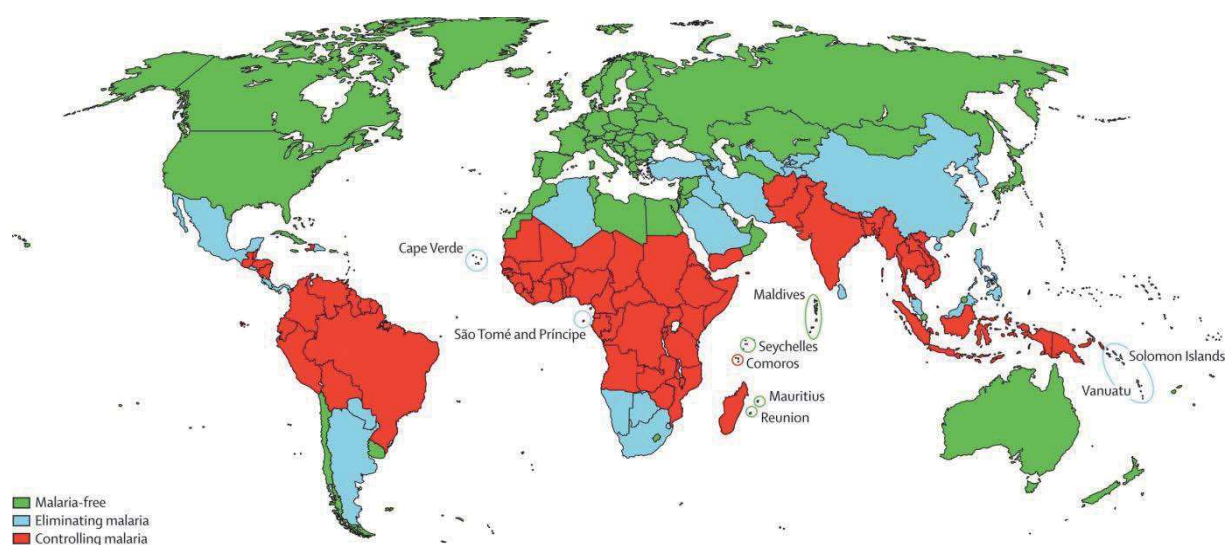 Cape Verde
Maldives
São Tomé and Príncipe
Seychelles
Comoros
Solomon Islands
Vanuatu
Mauritius
Reunion
Malaria-free
Eliminating malaria
Controlling malaria